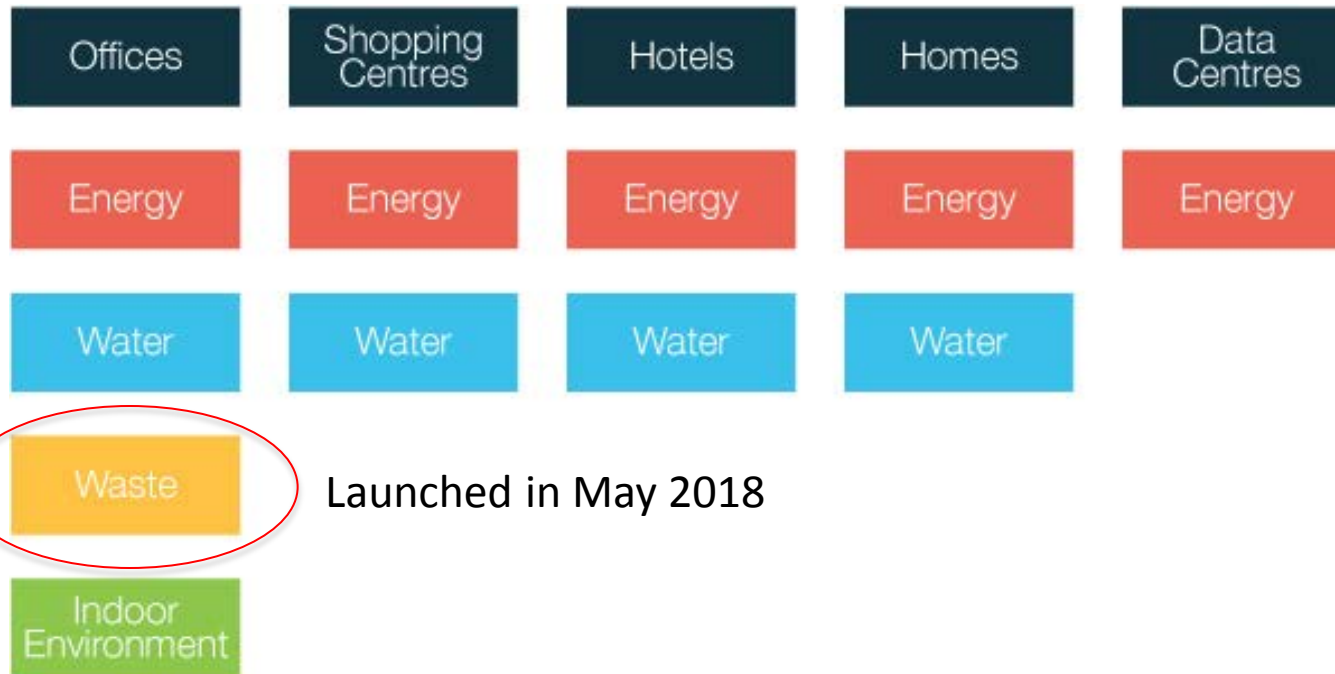 Offices
Shopping
Centres
Hotels
Homes
Data
Centres
Energy
Energy
Energy
Energy
Energy
Water
Water
Water
Water
Waste
Launched in May 2018
Indoor
Environment